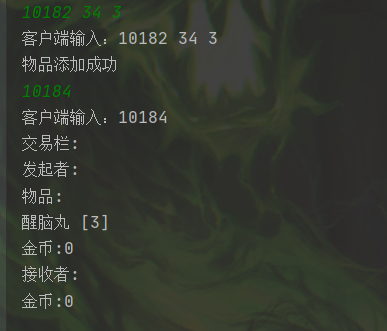 10182 34 3
客户端输入：10182 34 3
物品添加成功
10184
客户端输入：10184
交易栏：
发起者：
物品：
醒脑丸 [3]
金币:0
接收者：
金币:0